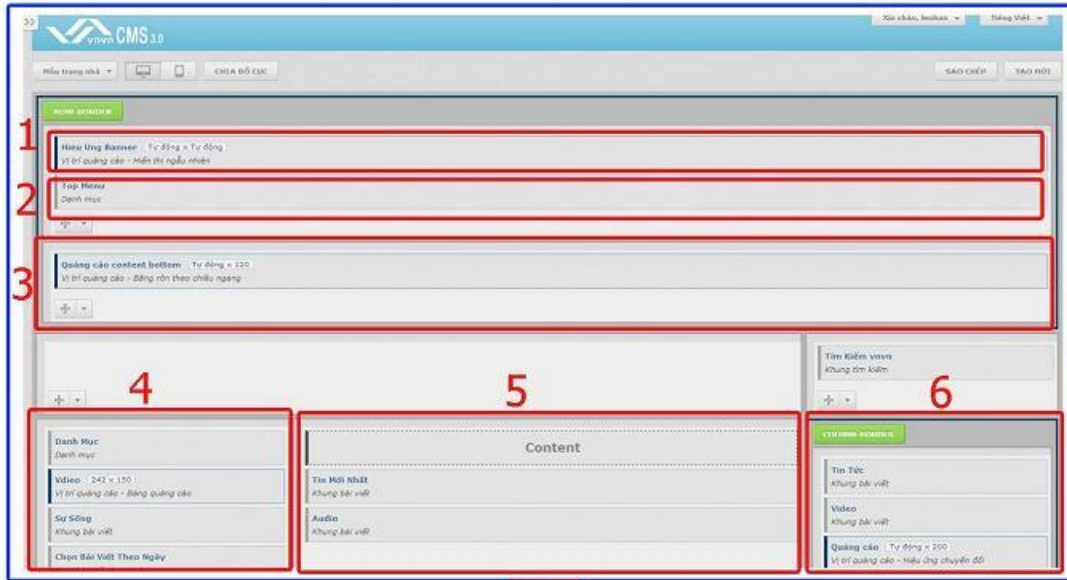 >>
vnvn CMS 3.0
Xin chào, lmnhan
Tiếng Việt
Mẫu trang nhà
CHIA BỐ CỤC
SAO CHÉP
TẠO MỚI
ROW-BORDER
1
Hieu Ung Banner Tự động x Tự động
Vị trí quảng cáo - Hiển thị ngẫu nhiên
2
Top Menu
Danh mục
3
Quảng cáo content bottom Tự động x 120
Vị trí quảng cáo - Băng rôn theo chiều ngang
Tìm Kiếm vnvn
Khung tìm kiếm
4
5
6
Danh Mục
Danh mục
Vdieo 242 x 150
Vị trí quảng cáo - Bảng quảng cáo
Sự Sống
Khung bài viết
Chọn Bài Viết Theo Ngày
Content
Tin Mới Nhất
Khung bài viết
Audio
Khung bài viết
COLUMN-BORDER
Tin Tức
Khung bài viết
Video
Khung bài viết
Quảng cáo Tự động x 200
Vị trí quảng cáo - Hiệu ứng chuyển đổi